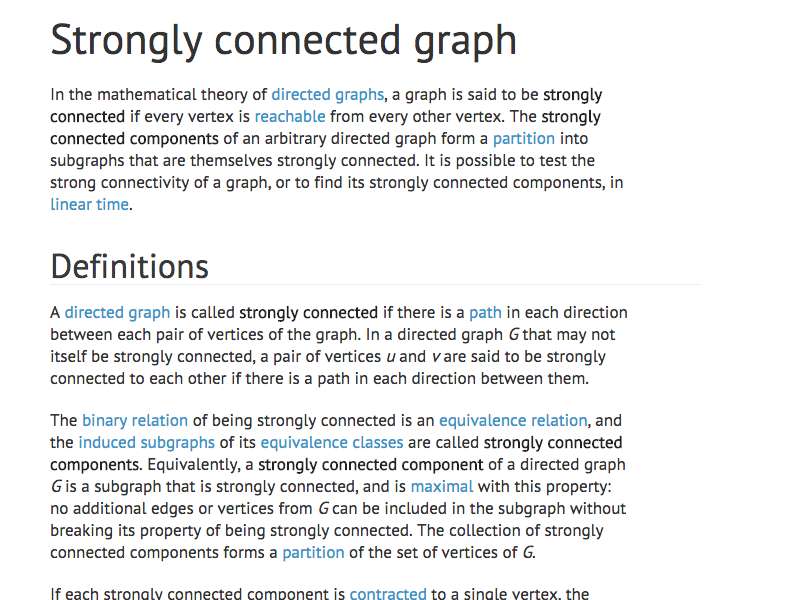 Strongly connected graph
In the mathematical theory of directed graphs, a graph is said to be strongly
connected if every vertex is reachable from every other vertex. The strongly
connected components of an arbitrary directed graph form a partition into
subgraphs that are themselves strongly connected. It is possible to test the
strong connectivity of a graph, or to find its strongly connected components, in
linear time.
Definitions
A directed graph is called strongly connected if there is a path in each direction
between each pair of vertices of the graph. In a directed graph G that may not
itself be strongly connected, a pair of vertices u and v are said to be strongly
connected to each other if there is a path in each direction between them.
The binary relation of being strongly connected is an equivalence relation, and
the induced subgraphs of its equivalence classes are called strongly connected
components. Equivalently, a strongly connected component of a directed graph
G is a subgraph that is strongly connected, and is maximal with this property:
no additional edges or vertices from G can be included in the subgraph without
breaking its property of being strongly connected. The collection of strongly
connected components forms a partition of the set of vertices of G.
If each strongly connected component is contracted to a single vertex, the